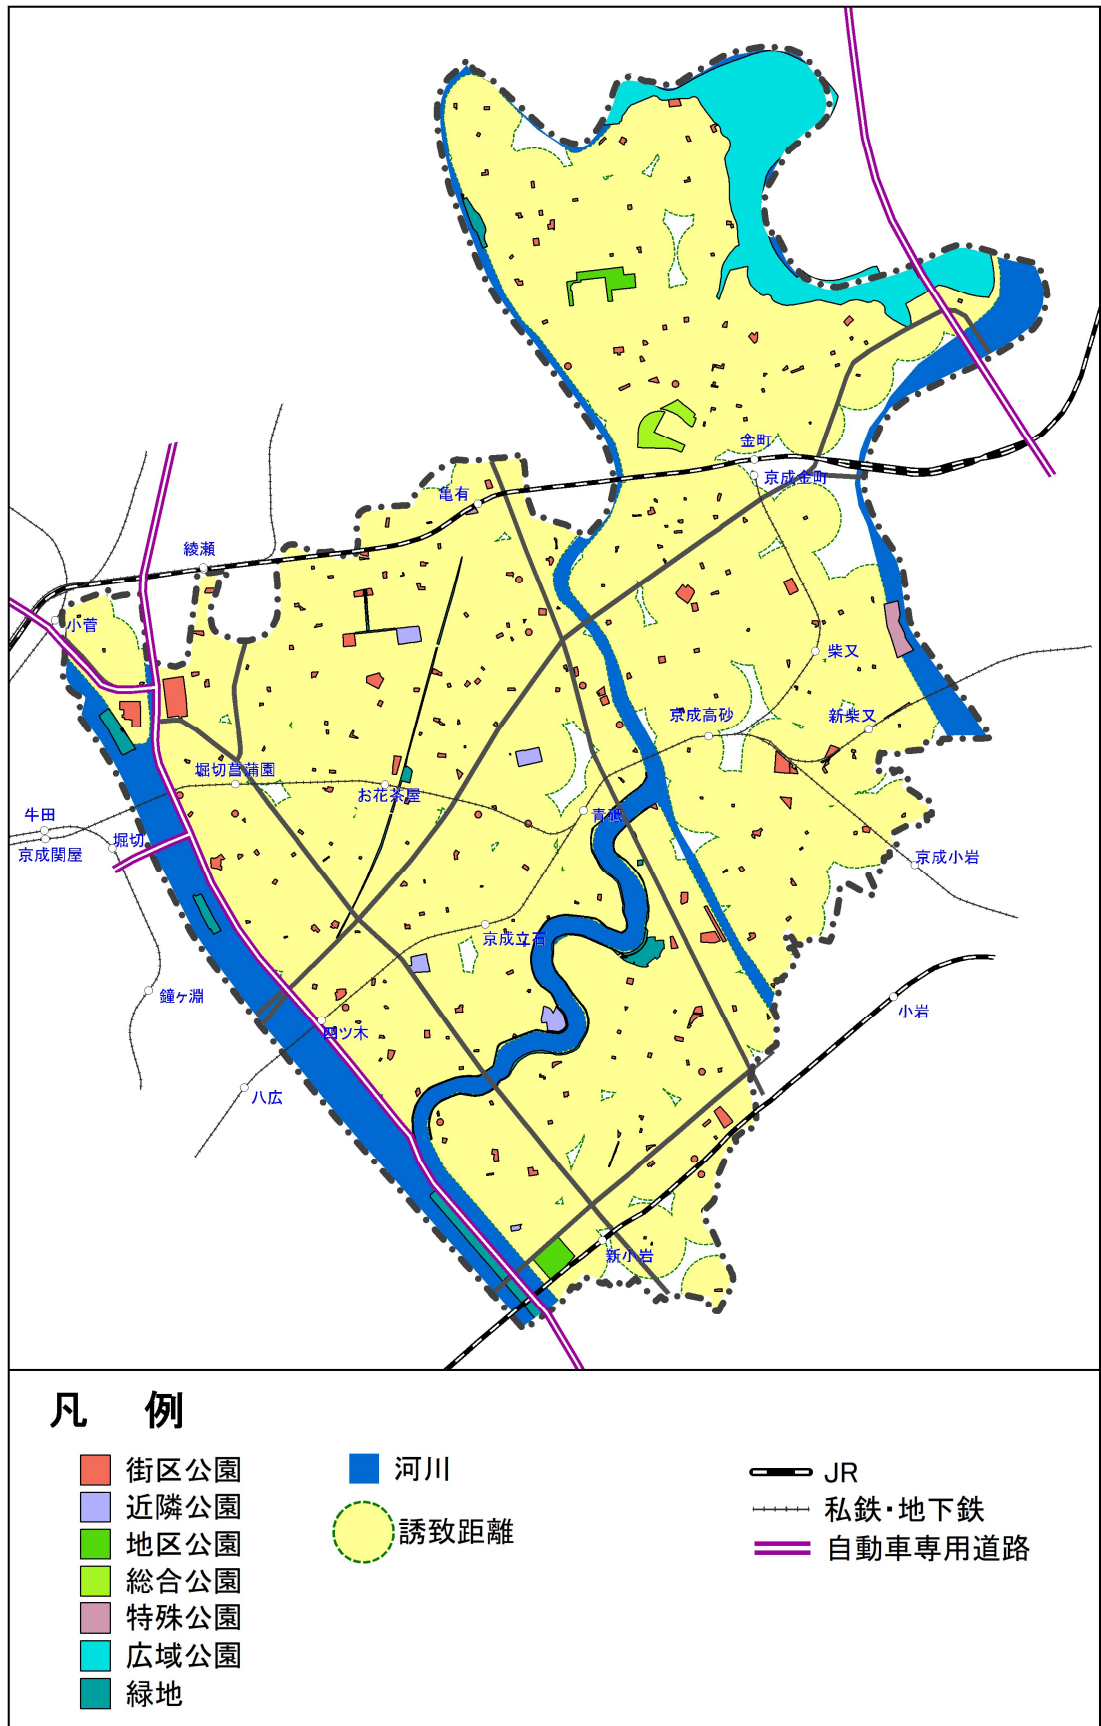 金町
京成金町
亀有
綾瀬
小菅
柴又
京成高砂
新柴又
堀切菖蒲園
お花茶屋
青砥
牛田
京成関屋
堀切
京成小岩
京成立石
鐘ヶ淵
四ツ木
小岩
八広
新小岩
凡 例
街区公園
近隣公園
地区公園
総合公園
特殊公園
広域公園
緑地
河川
誘致距離
JR
私鉄・地下鉄
自動車専用道路